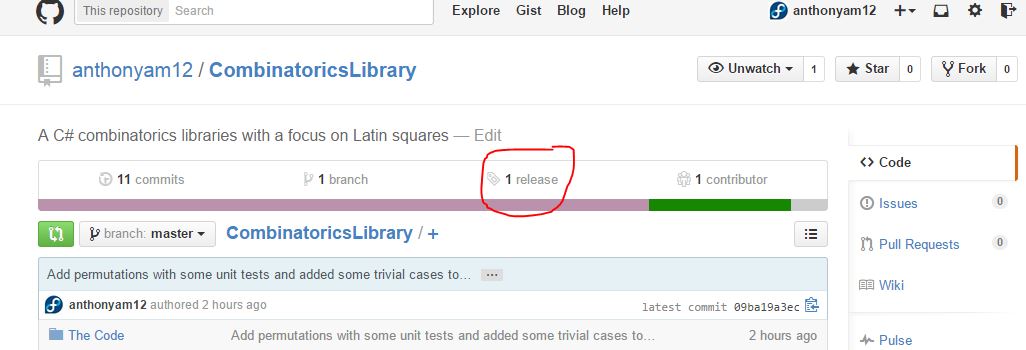 This repository Search Explore Gist Blog Help anthonyam12 +
anthonyam12 / CombinatoricsLibrary Unwatch 1 Star 0 Fork 0
A C# combinatorics libraries with a focus on Latin squares — Edit
11 commits 1 branch 1 release 1 contributor
<> Code
Issues 0
branch: master CombinatoricsLibrary / +
Pull Requests 0
Add permutations with some unit tests and added some trivial cases to… ...
Wiki
anthonyam12 authored 2 hours ago latest commit 09ba19a3ec
The Code Add permutations with some unit tests and added some trivial cases to… 2 hours ago
Pulse